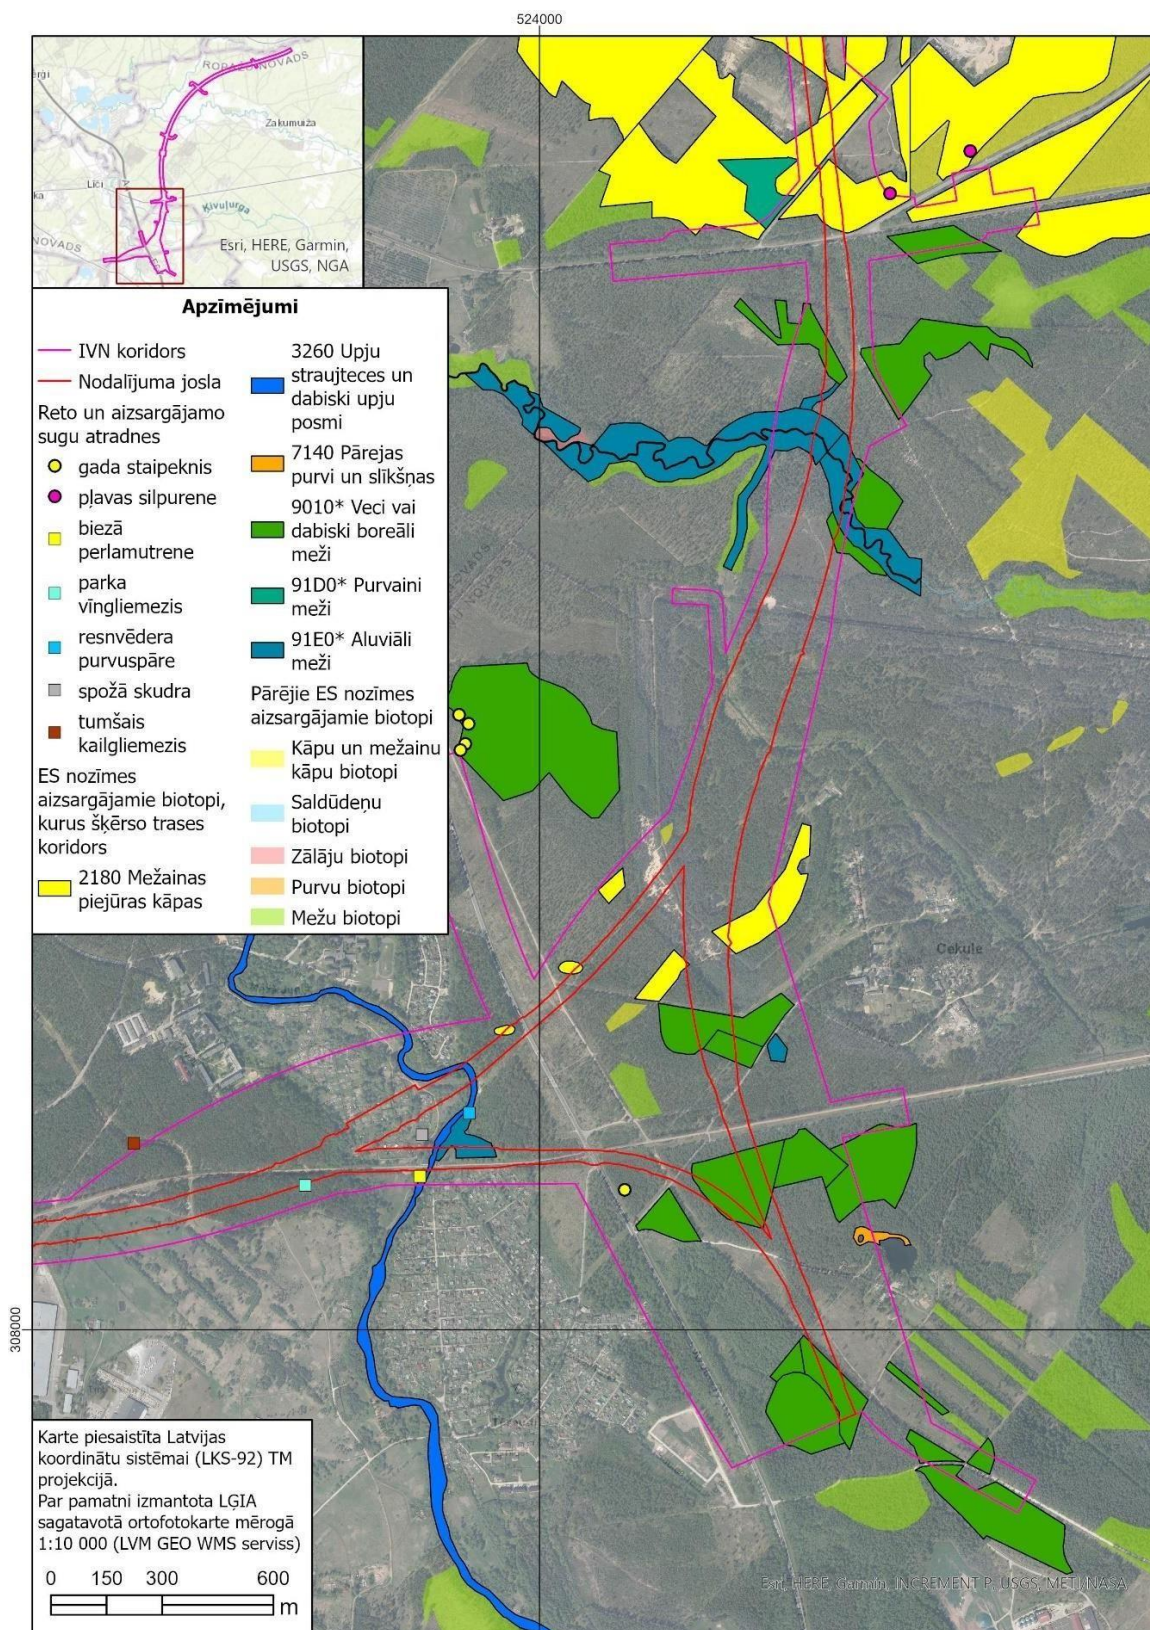 524000
ROPAŽU NOVADS
Zakumuiža
Līči
Ķivuļurga
NOVADS
Esri, HERE, Garmin,
USGS, NGA
Apzīmējumi
IVN koridors
Nodalījuma josla
Reto un aizsargājamo
sugu atradnes
gada staipeknis
pļavas silpurene
biezā
perlamutrene
parka
vīngliemezis
resnvēdera
purvuspāre
spožā skudra
tumšais
kailgliemezis
ES nozīmes
aizsargājamie biotopi,
kurus šķērso trases
koridors
2180 Mežainas
piejūras kāpas
3260 Upju
straujteces un
dabiski upju
posmi
7140 Pārejas
purvi un slīkšņas
9010* Veci vai
dabiski boreāli
meži
91D0* Purvaini
meži
91E0* Aluviāli
meži
Pārējie ES nozīmes
aizsargājamie biotopi
Kāpu un mežainu
kāpu biotopi
Saldūdeņu
biotopi
Zālāju biotopi
Purvu biotopi
Mežu biotopi
Cekule
308000
Karte piesaistīta Latvijas
koordinātu sistēmai (LKS-92) TM
projekcijā.
Par pamatni izmantota LĢIA
sagatavotā ortofotokarte mērogā
1:10 000 (LVM GEO WMS serviss)
0 150 300 600
m
Esri, HERE, Garmin, INCREMENT P, USGS, METI/NASA